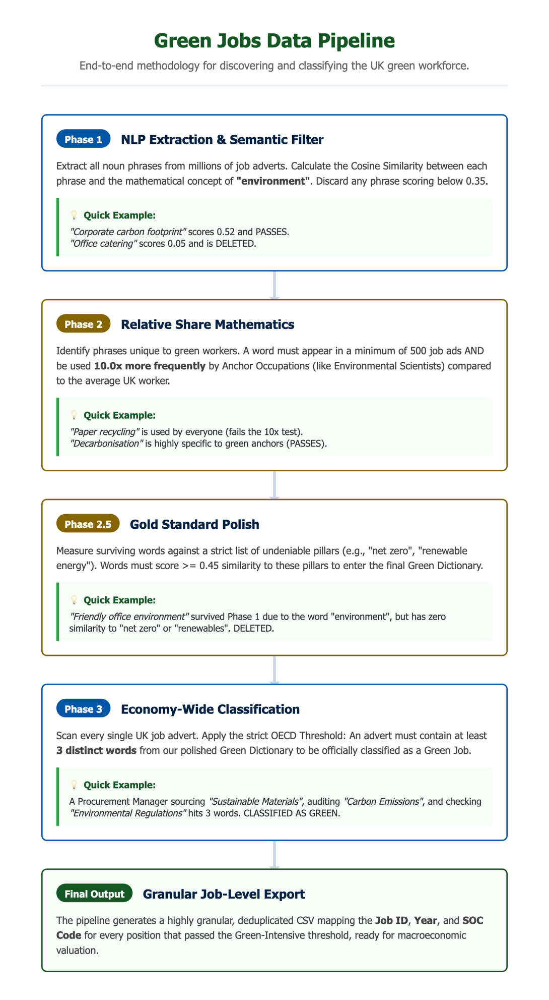 Green Jobs Data Pipeline
End-to-end methodology for discovering and classifying the UK green workforce.
Phase 1 NLP Extraction & Semantic Filter
Extract all noun phrases from millions of job adverts. Calculate the Cosine Similarity between each
phrase and the mathematical concept of "environment". Discard any phrase scoring below 0.35.
💡 Quick Example:
"Corporate carbon footprint" scores 0.52 and PASSES.
"Office catering" scores 0.05 and is DELETED.
Phase 2 Relative Share Mathematics
Identify phrases unique to green workers. A word must appear in a minimum of 500 job ads AND
be used 10.0x more frequently by Anchor Occupations (like Environmental Scientists) compared
to the average UK worker.
💡 Quick Example:
"Paper recycling" is used by everyone (fails the 10x test).
"Decarbonisation" is highly specific to green anchors (PASSES).
Phase 2.5 Gold Standard Polish
Measure surviving words against a strict list of undeniable pillars (e.g., "net zero", "renewable
energy"). Words must score >= 0.45 similarity to these pillars to enter the final Green Dictionary.
💡 Quick Example:
"Friendly office environment" survived Phase 1 due to the word "environment", but has zero
similarity to "net zero" or "renewables". DELETED.
Phase 3 Economy-Wide Classification
Scan every single UK job advert. Apply the strict OECD Threshold: An advert must contain at least
3 distinct words from our polished Green Dictionary to be officially classified as a Green Job.
💡 Quick Example:
A Procurement Manager sourcing "Sustainable Materials", auditing "Carbon Emissions", and checking
"Environmental Regulations" hits 3 words. CLASSIFIED AS GREEN.
Final Output Granular Job-Level Export
The pipeline generates a highly granular, deduplicated CSV mapping the Job ID, Year, and SOC
Code for every position that passed the Green-Intensive threshold, ready for macroeconomic
valuation.